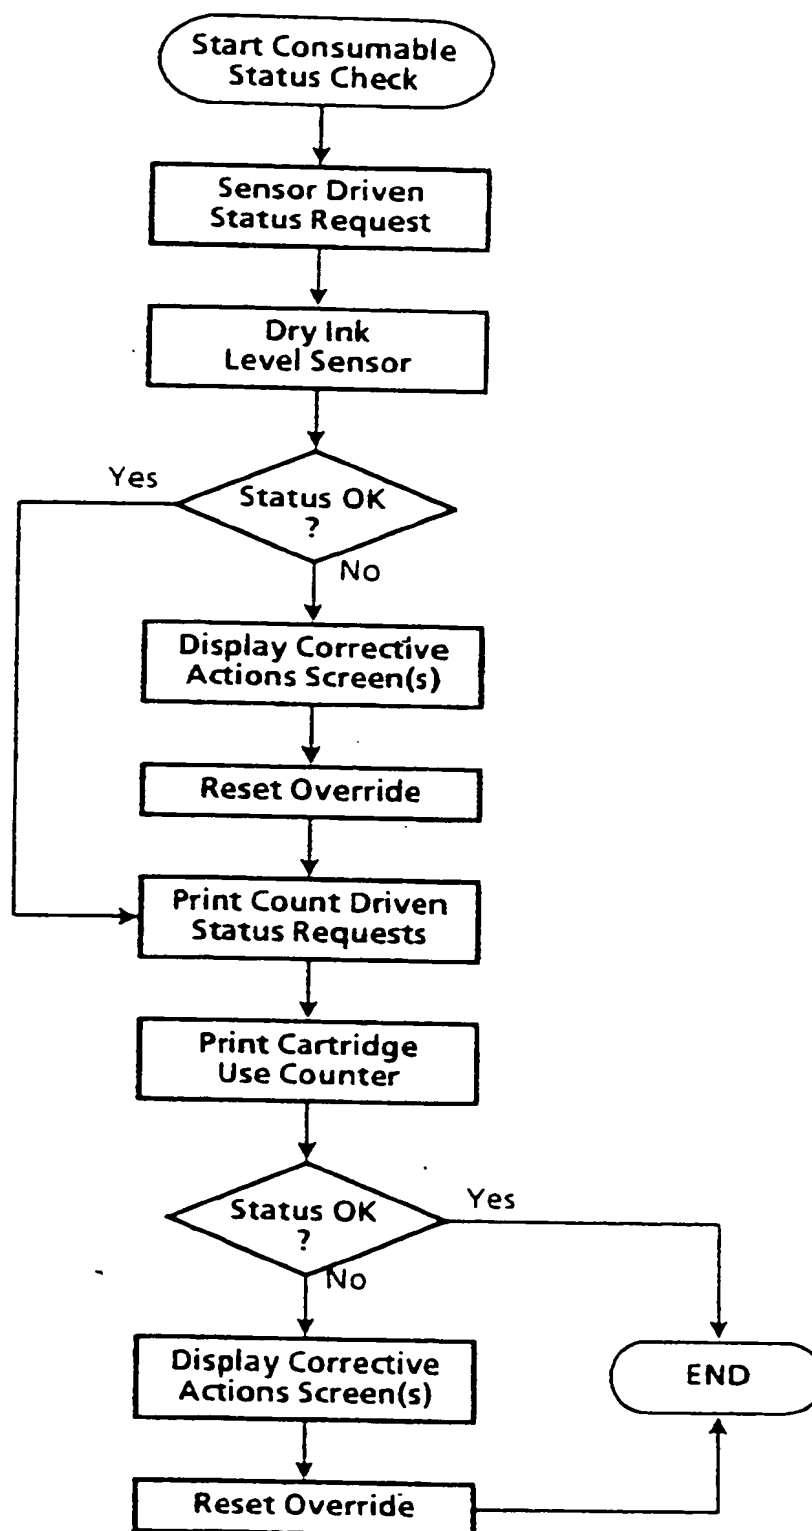 Start Consumable
Status Check
Sensor Driven
Status Request
Dry Ink
Level Sensor
Yes
Status OK
?
No
Display Corrective
Actions Screen(s)
Reset Override
Print Count Driven
Status Requests
Print Cartridge
Use Counter
Status OK
?
Yes
No
Display Corrective
Actions Screen(s)
END
Reset Override